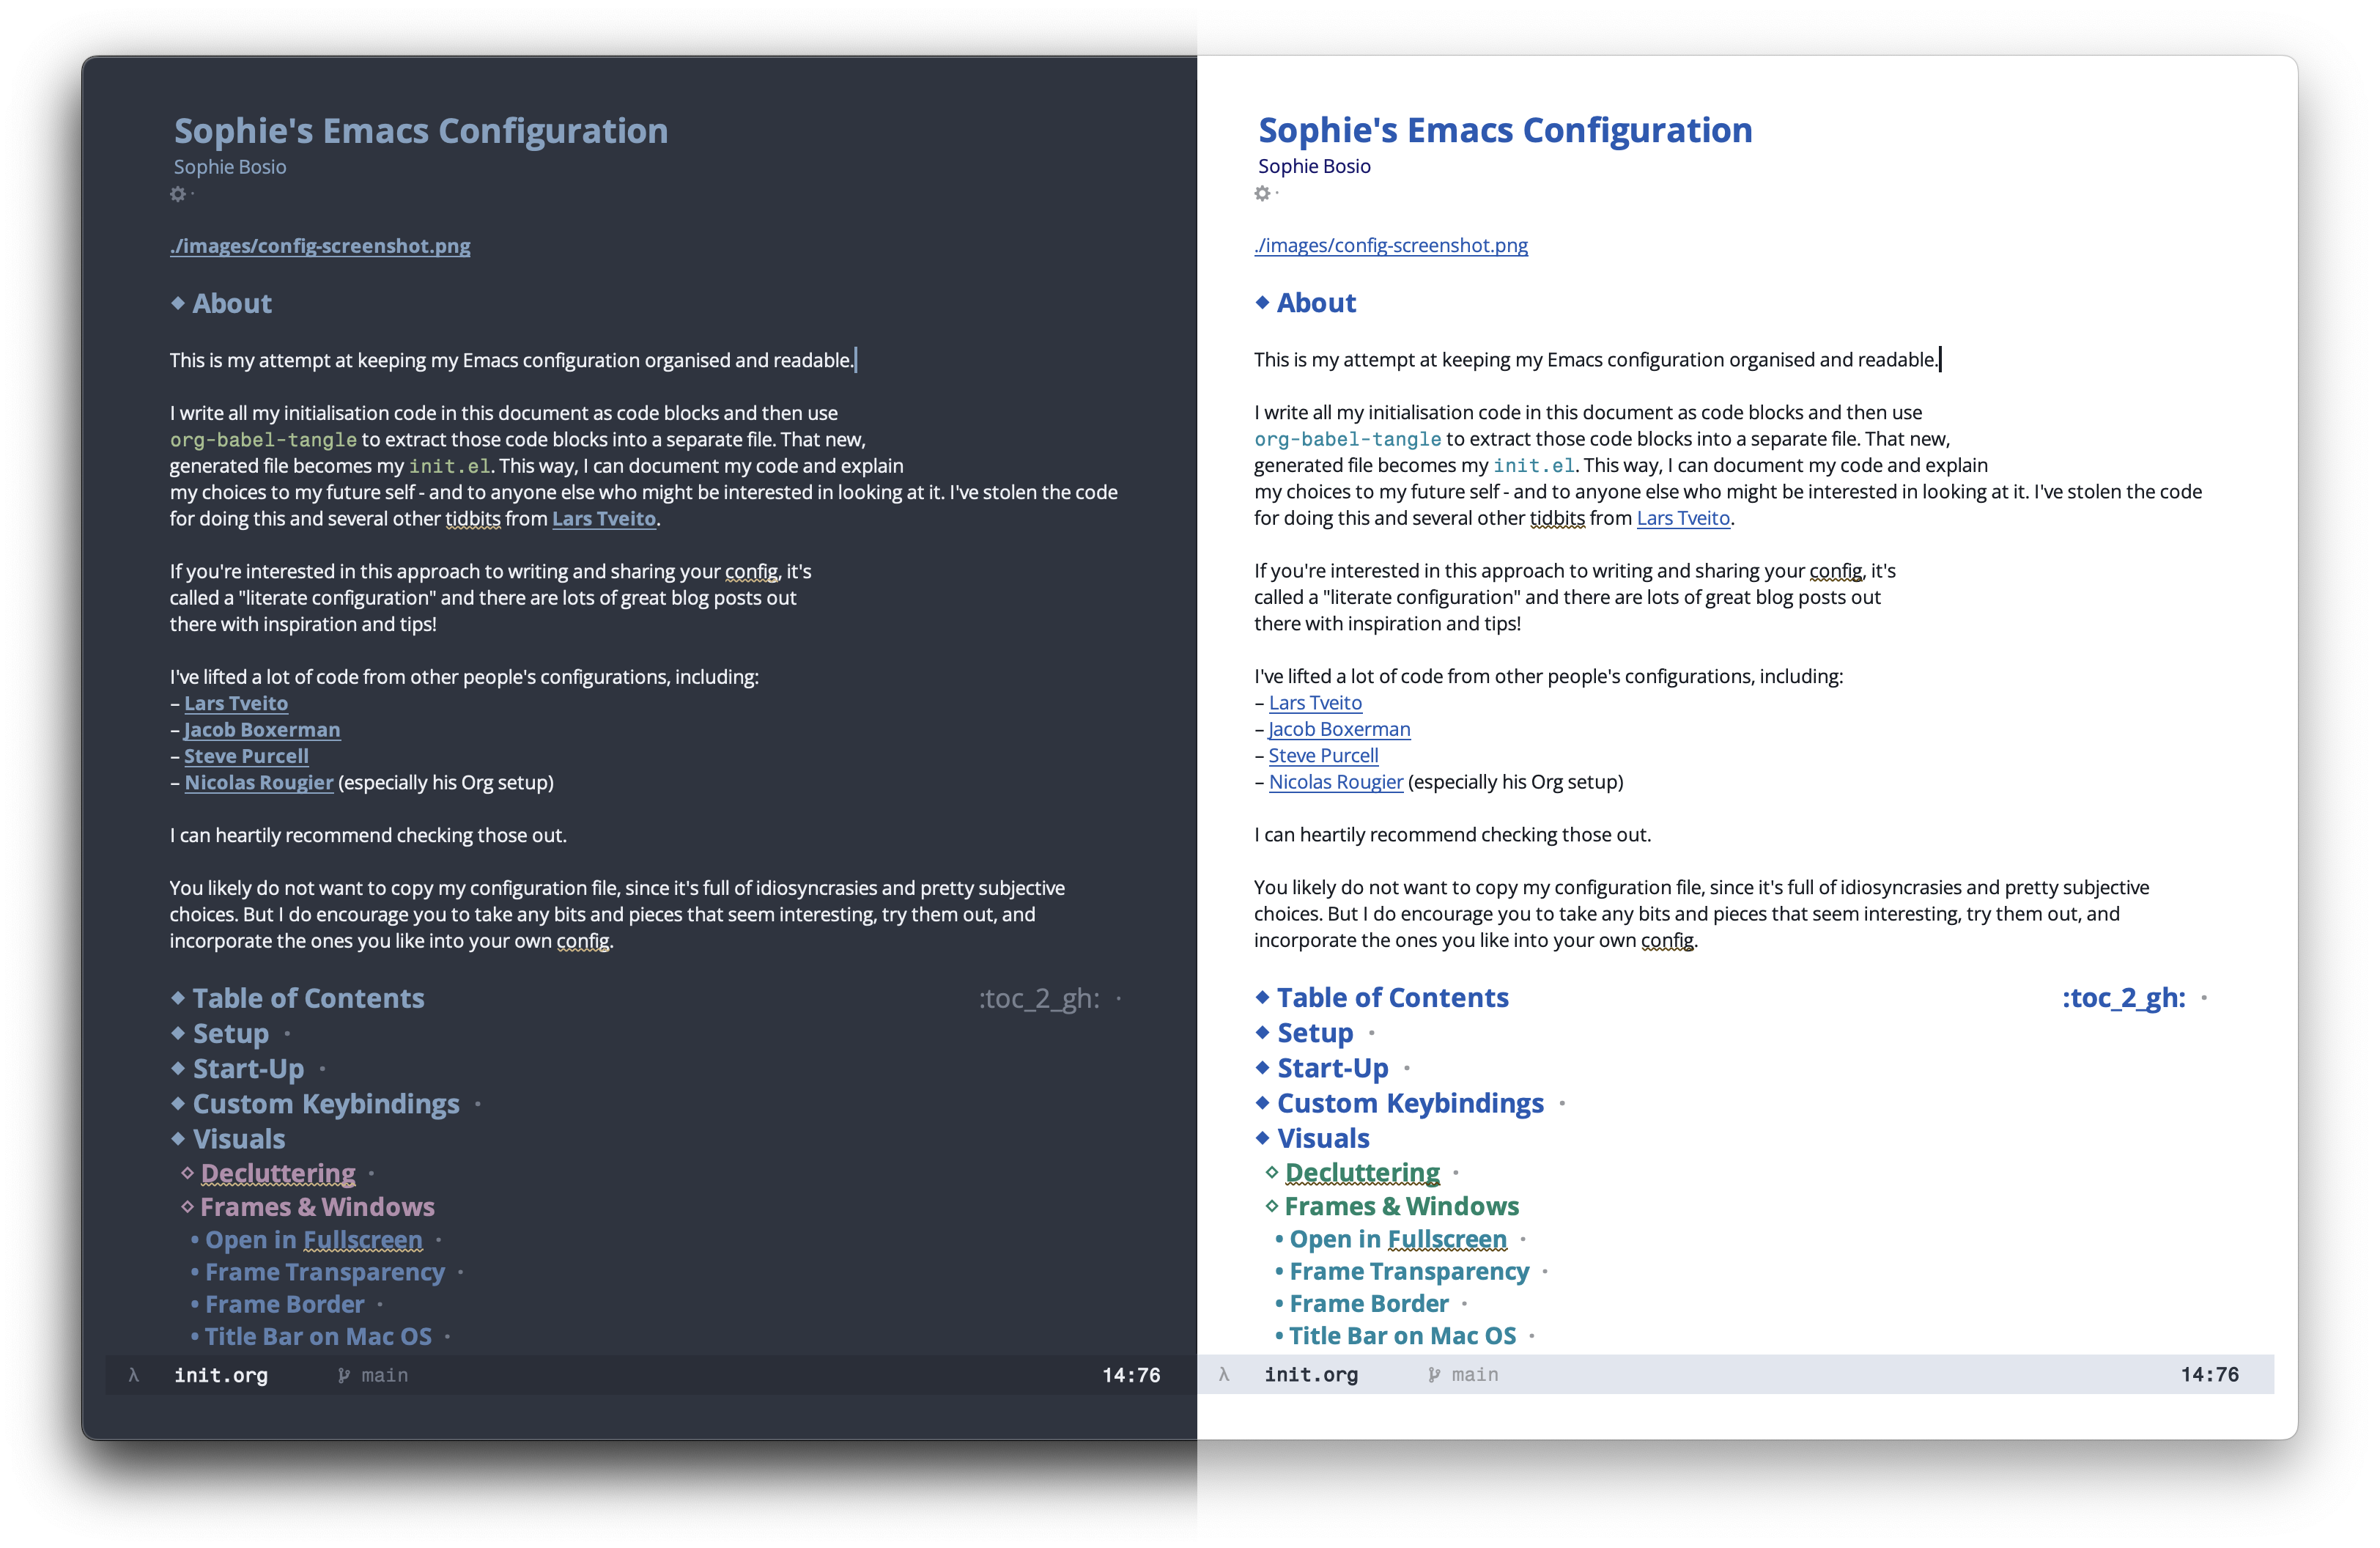 Sophie's Emacs Configuration
Sophie Bosio
./images/config-screenshot.png
◆ About
This is my attempt at keeping my Emacs configuration organised and readable.
I write all my initialisation code in this document as code blocks and then use
org-babel-tangle to extract those code blocks into a separate file. That new,
generated file becomes my init.el. This way, I can document my code and explain
my choices to my future self - and to anyone else who might be interested in looking at it. I've stolen the code
for doing this and several other tidbits from Lars Tveito.
If you're interested in this approach to writing and sharing your config, it's
called a "literate configuration" and there are lots of great blog posts out
there with inspiration and tips!
I've lifted a lot of code from other people's configurations, including:
– Lars Tveito
– Jacob Boxerman
– Steve Purcell
– Nicolas Rougier (especially his Org setup)
I can heartily recommend checking those out.
You likely do not want to copy my configuration file, since it's full of idiosyncrasies and pretty subjective
choices. But I do encourage you to take any bits and pieces that seem interesting, try them out, and
incorporate the ones you like into your own config.
◆ Table of Contents :toc_2_gh: ·
◆ Setup ·
◆ Start-Up ·
◆ Custom Keybindings ·
◆ Visuals
◇ Decluttering ·
◇ Frames & Windows
• Open in Fullscreen ·
• Frame Transparency ·
• Frame Border ·
• Title Bar on Mac OS ·
λ init.org main 14:76
Sophie's Emacs Configuration
Sophie Bosio
./images/config-screenshot.png
◆ About
This is my attempt at keeping my Emacs configuration organised and readable.
I write all my initialisation code in this document as code blocks and then use
org-babel-tangle to extract those code blocks into a separate file. That new,
generated file becomes my init.el. This way, I can document my code and explain
my choices to my future self - and to anyone else who might be interested in looking at it. I've stolen the code
for doing this and several other tidbits from Lars Tveito.
If you're interested in this approach to writing and sharing your config, it's
called a "literate configuration" and there are lots of great blog posts out
there with inspiration and tips!
I've lifted a lot of code from other people's configurations, including:
– Lars Tveito
– Jacob Boxerman
– Steve Purcell
– Nicolas Rougier (especially his Org setup)
I can heartily recommend checking those out.
You likely do not want to copy my configuration file, since it's full of idiosyncrasies and pretty subjective
choices. But I do encourage you to take any bits and pieces that seem interesting, try them out, and
incorporate the ones you like into your own config.
◆ Table of Contents :toc_2_gh: ·
◆ Setup ·
◆ Start-Up ·
◆ Custom Keybindings ·
◆ Visuals
◇ Decluttering ·
◇ Frames & Windows
• Open in Fullscreen ·
• Frame Transparency ·
• Frame Border ·
• Title Bar on Mac OS ·
λ init.org main 14:76